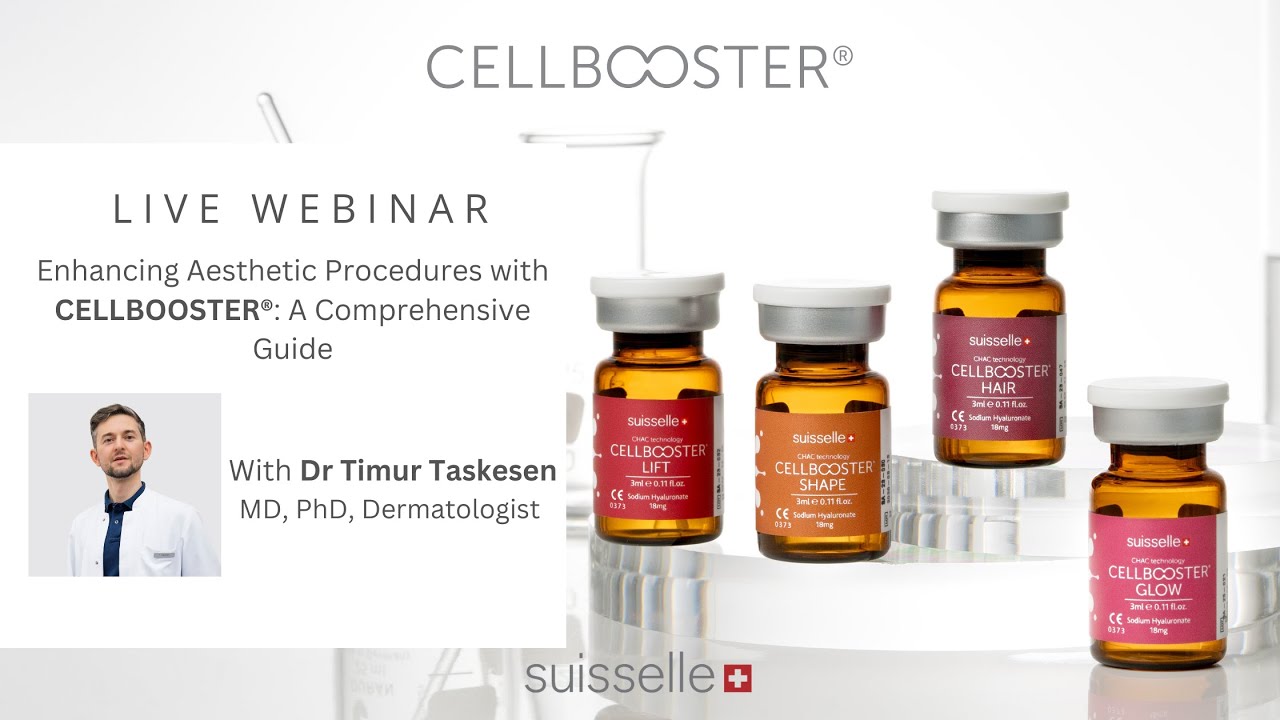 CELLBOOSTER®
LIVE WEBINAR
Enhancing Aesthetic Procedures with
CELLBOOSTER®: A Comprehensive
Guide
With Dr Timur Taskesen
MD, PhD, Dermatologist
suisselle
CHAC technology
CELLBOOSTER®
LIFT
3ml e 0.11 fl.oz.
CE Sodium Hyaluronate
0373 18mg
suisselle
CHAC technology
CELLBOOSTER®
SHAPE
3ml e 0.11 fl.oz.
CE Sodium Hyaluronate
0373 18mg
suisselle
CHAC technology
CELLBOOSTER®
HAIR
3ml e 0.11 fl.oz.
CE Sodium Hyaluronate
0373 18mg
suisselle
CHAC technology
CELLBOOSTER®
GLOW
3ml e 0.11 fl.oz.
CE Sodium Hyaluronate
0373 18mg
suisselle